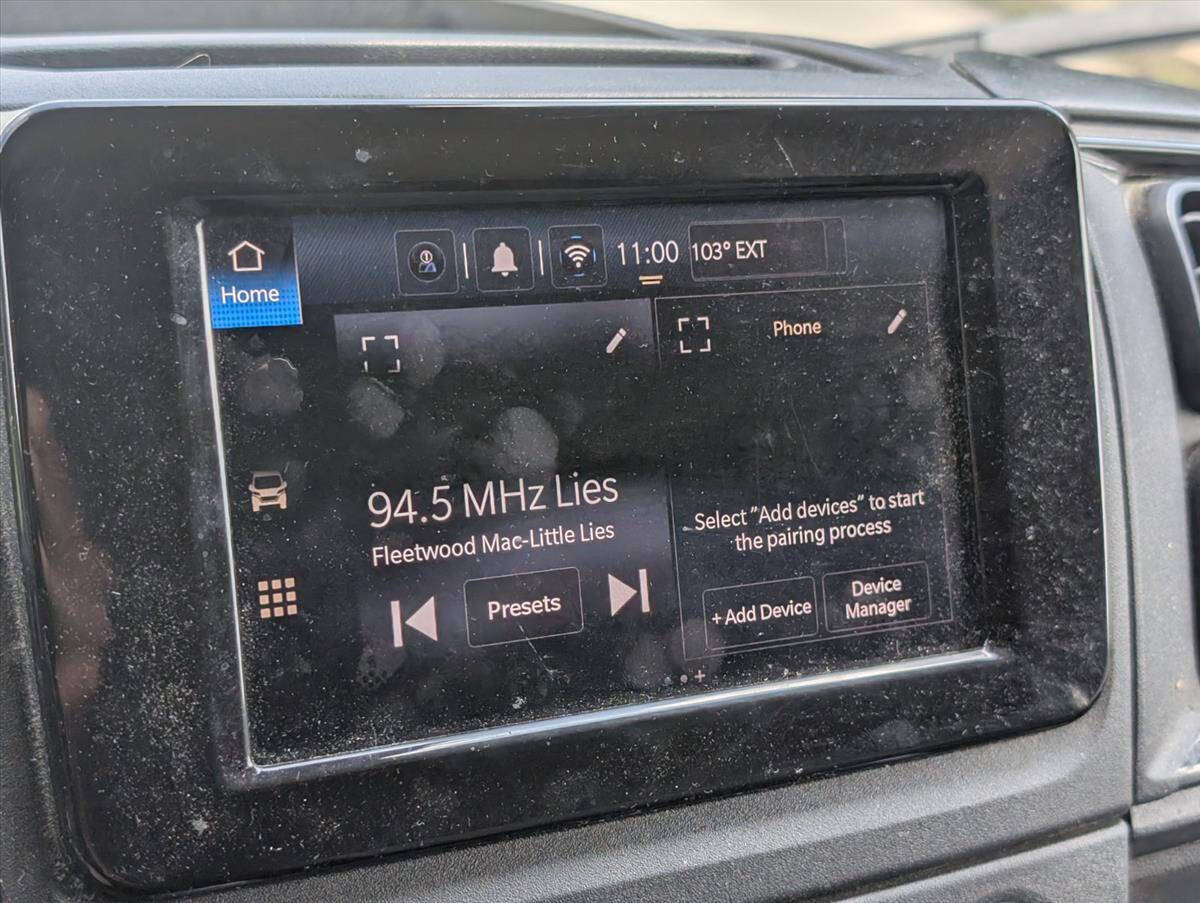 Home
11:00
103° EXT
94.5 MHz Lies
Fleetwood Mac-Little Lies
Presets
Phone
Select "Add devices" to start
the pairing process
+ Add Device
Device
Manager